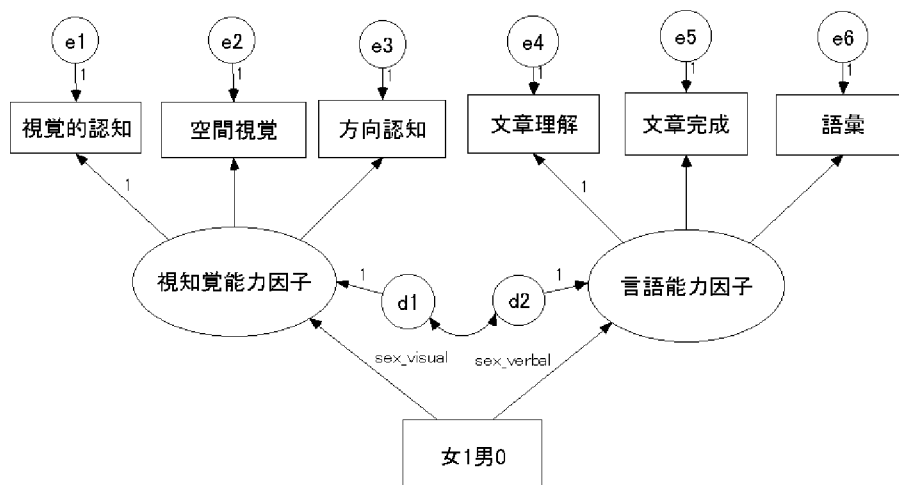 e1
e2
e3
e4
e5
e6
1
1
1
1
1
1
視覚的認知
空間視覚
方向認知
文章理解
文章完成
語彙
1
1
視知覚能力因子
1
d1
d2
1
言語能力因子
sex_visual
sex_verbal
女1男0